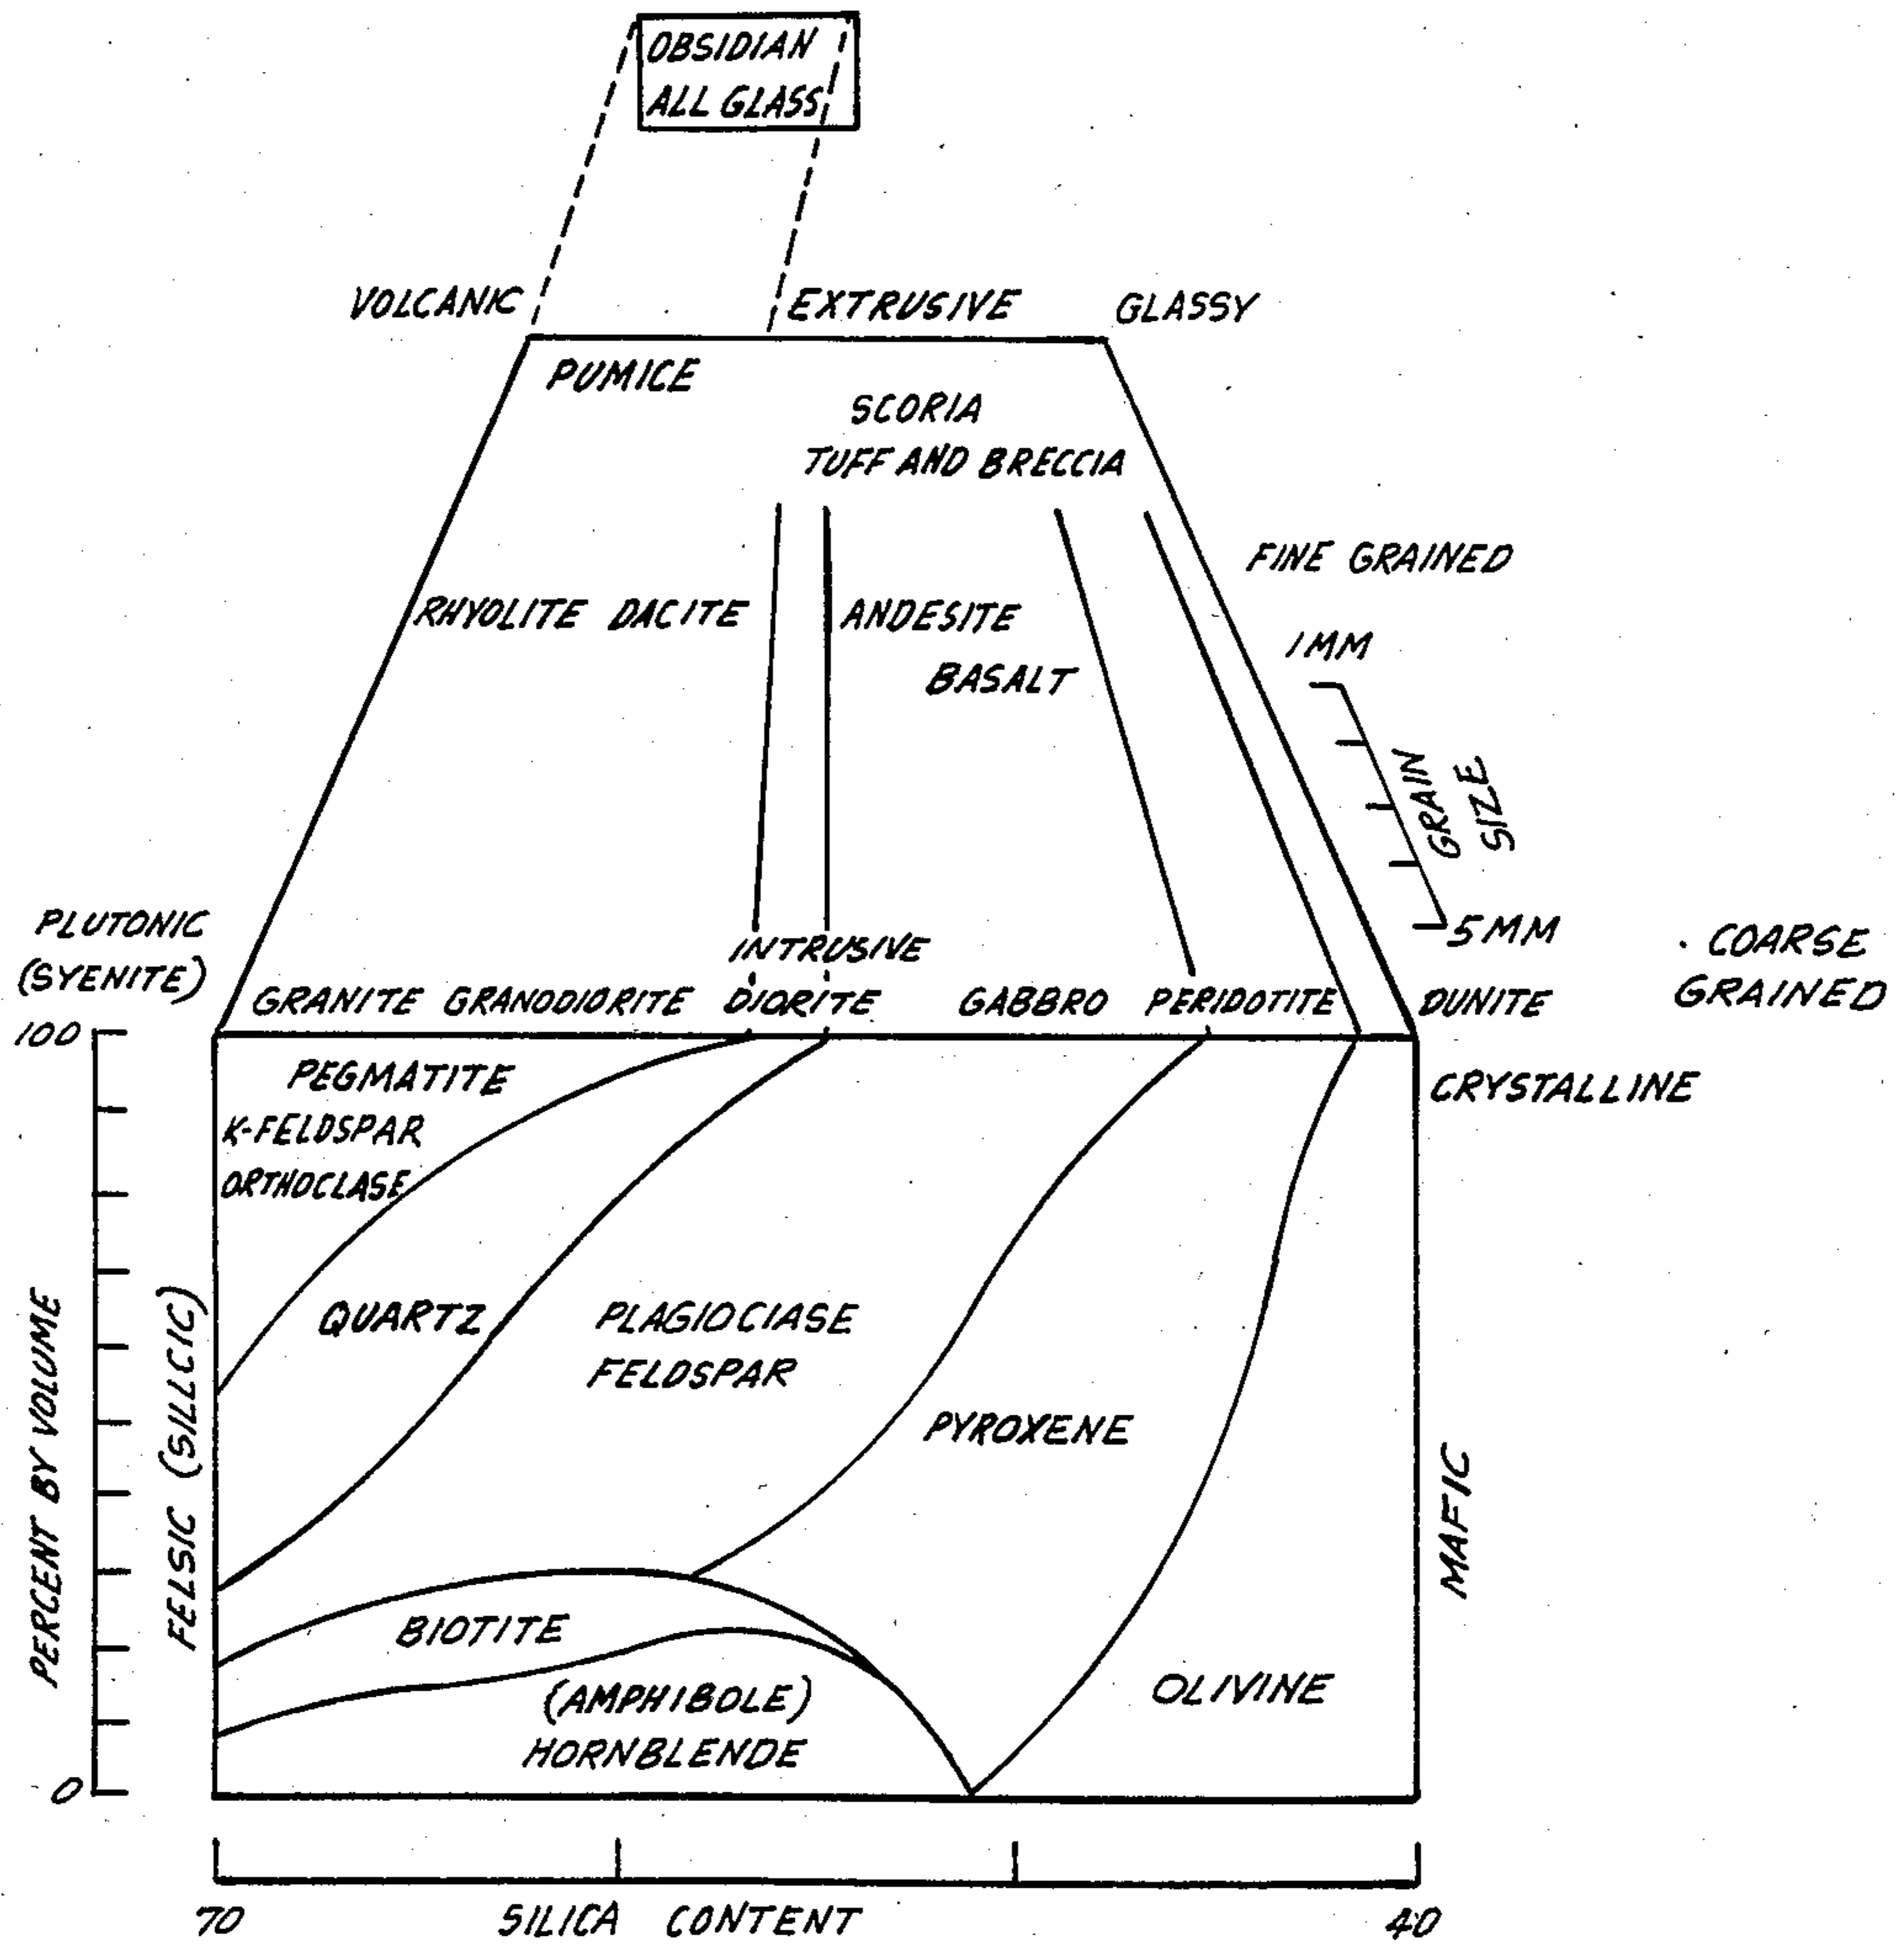 OBSIDIAN
ALL GLASS
VOLCANIC
EXTRUSIVE
GLASSY
PUMICE
SCORIA
TUFF AND BRECCIA
FINE GRAINED
RHYOLITE DACITE
ANDESITE
BASALT
1MM
GRAIN
SIZE
5MM
COARSE
GRAINED
PLUTONIC
(SYENITE)
INTRUSIVE
GRANITE GRANODIORITE DIORITE GABBRO PERIDOTITE DUNITE
100
PEGMATITE
K-FELDSPAR
ORTHOCLASE
CRYSTALLINE
QUARTZ
PLAGIOCIASE
FELDSPAR
PYROXENE
PERCENT BY VOLUME
FELSIC (SILLCIC)
MAFIC
BIOTITE
(AMPHIBOLE)
HORNBLENDE
OLIVINE
0
70
SILICA CONTENT
40